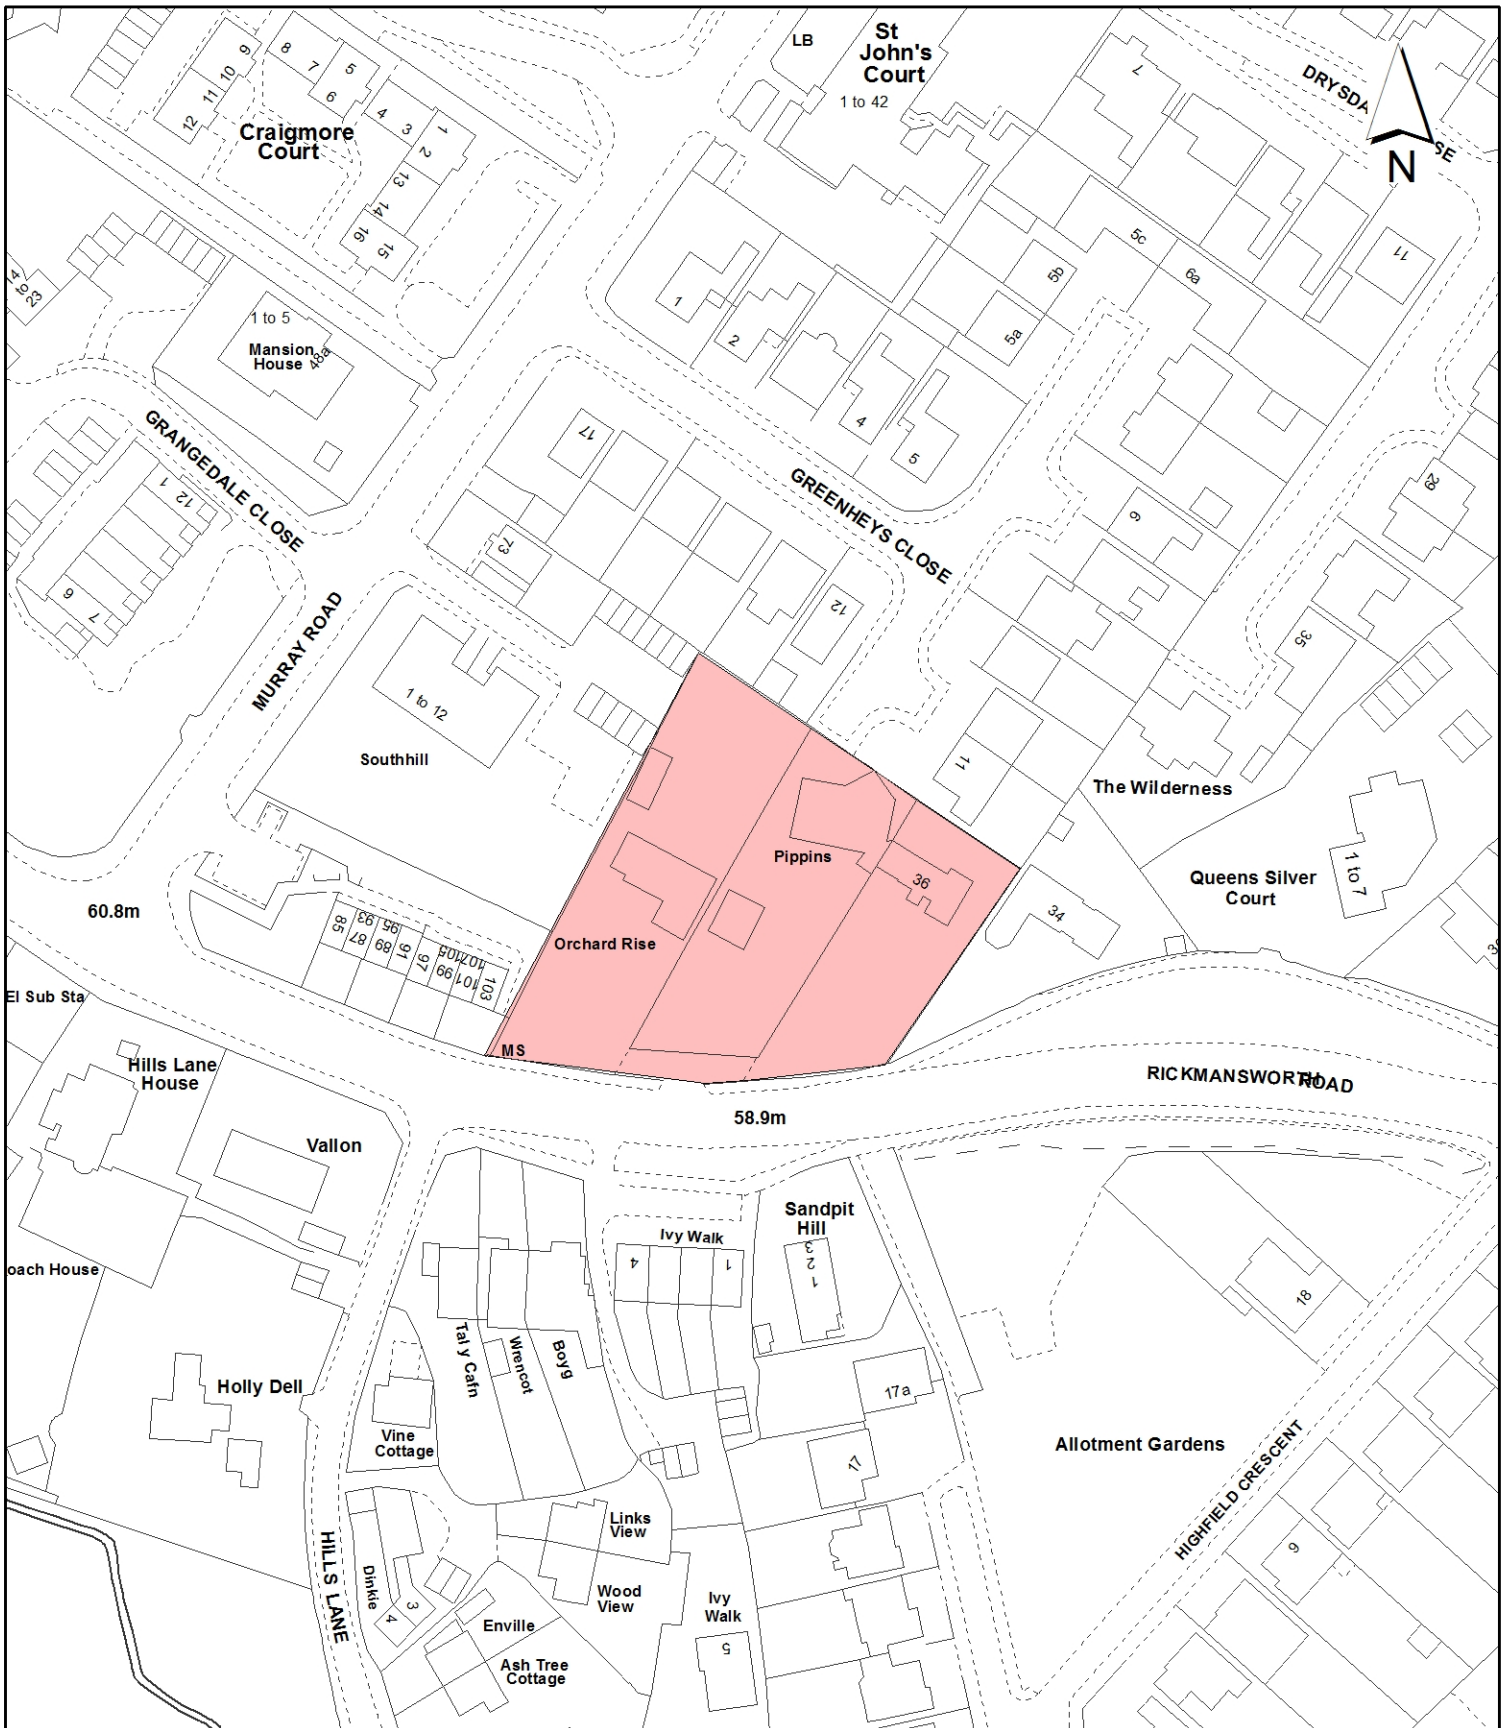 St
John's
Court
1 to 42
LB
7
DRYSDA
SE
N
8
7
5
6
9
10
11
12
4
3
1
2
13
14
16
15
Craigmore
Court
14
to
23
1 to 5
Mansion
House
48a
1
2
4
5
5a
5b
5c
6a
11
GRANGEDALE CLOSE
1
12
6
7
17
73
GREENHEYS CLOSE
12
29
35
MURRAY ROAD
1 to 12
Southhill
11
The Wilderness
Pippins
36
34
Queens Silver
Court
1 to 7
60.8m
85
93
87
95
89
91
97
105
99
107
101
103
Orchard Rise
MS
El Sub Sta
Hills Lane
House
Vallon
58.9m
RICKMANSWORTH
ROAD
Sandpit
Hill
3
2
1
Ivy Walk
4
1
18
oach House
Tal y Cafn
Wrencot
Boyg
Holly Dell
17a
Vine
Cottage
17
Allotment Gardens
HIGHFIELD CRESCENT
HILLS LANE
Links
View
Dinkie
3
4
Wood
View
Enville
Ivy
Walk
5
Ash Tree
Cottage